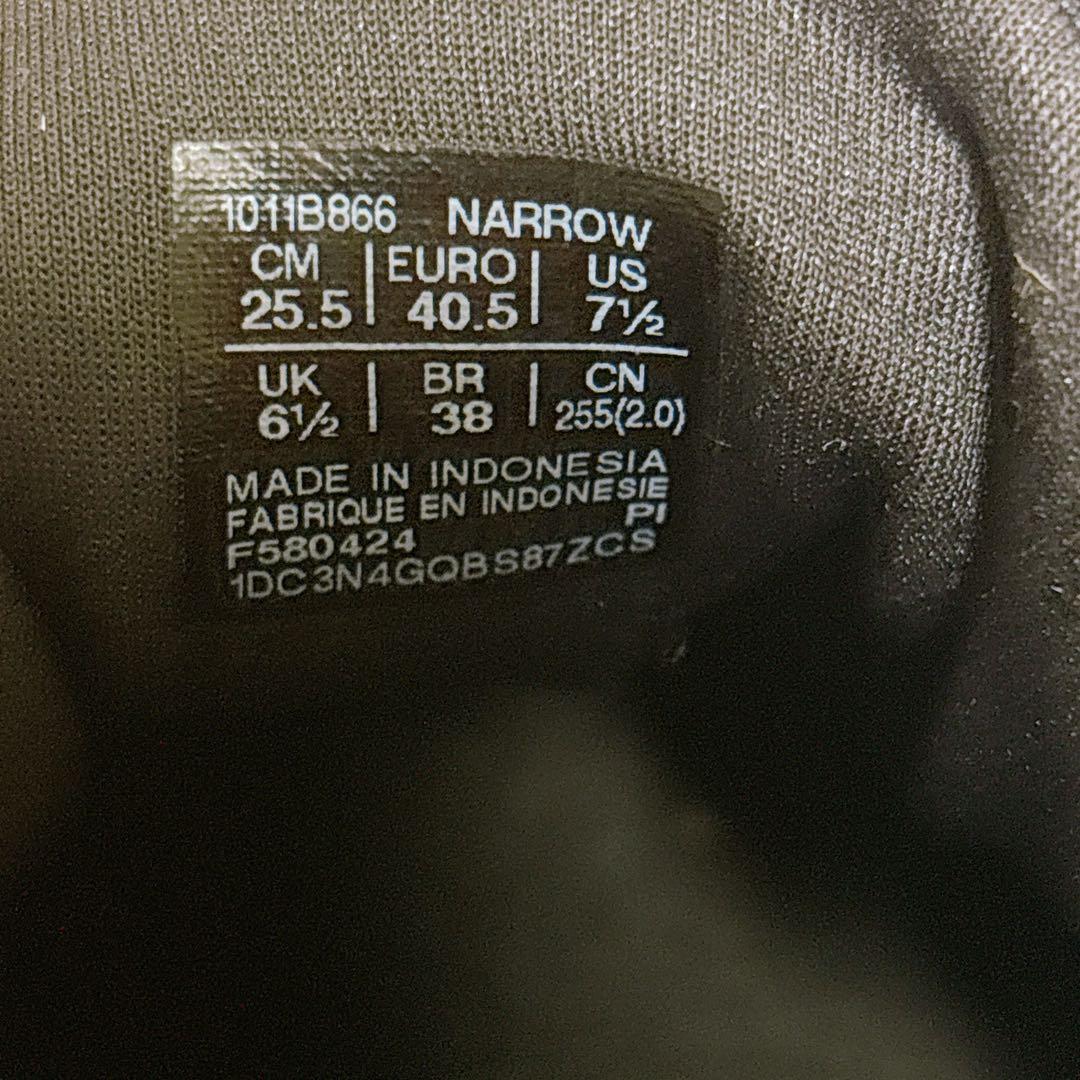 1011B866 NARROW
CM | EURO | US
25.5 | 40.5 | 7½
UK | BR | CN
6½ | 38 | 255(2.0)
MADE IN INDONESIA
FABRIQUE EN INDONESIE
PI
F580424
1DC3N4GQBS87ZCS